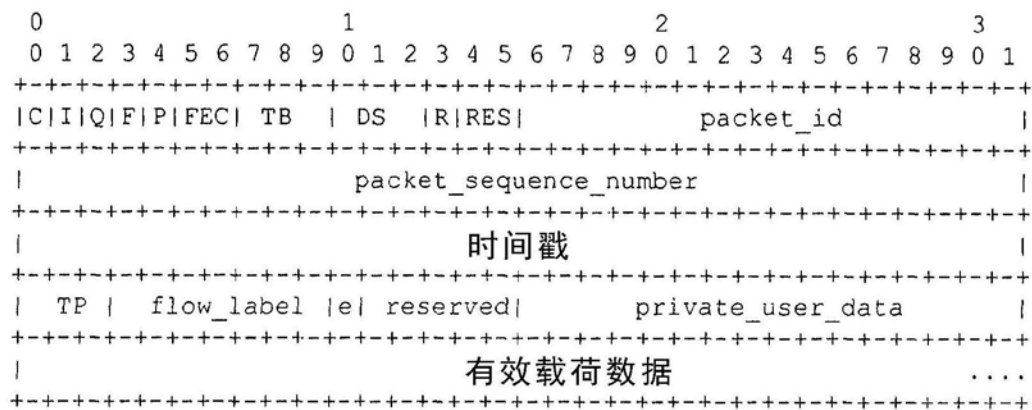 0 1 2 3
0 1 2 3 4 5 6 7 8 9 0 1 2 3 4 5 6 7 8 9 0 1 2 3 4 5 6 7 8 9 0 1
+-+-+-+-+-+-+-+-+-+-+-+-+-+-+-+-+-+-+-+-+-+-+-+-+-+-+-+-+-+-+-+-+
|C|I|Q|F|P|FEC| TB | DS |R|RES| packet_id |
+-+-+-+-+-+-+-+-+-+-+-+-+-+-+-+-+-+-+-+-+-+-+-+-+-+-+-+-+-+-+-+-+
| packet_sequence_number |
+-+-+-+-+-+-+-+-+-+-+-+-+-+-+-+-+-+-+-+-+-+-+-+-+-+-+-+-+-+-+-+-+
| 时间戳 |
+-+-+-+-+-+-+-+-+-+-+-+-+-+-+-+-+-+-+-+-+-+-+-+-+-+-+-+-+-+-+-+-+
| TP | flow_label |e| reserved| private_user_data |
+-+-+-+-+-+-+-+-+-+-+-+-+-+-+-+-+-+-+-+-+-+-+-+-+-+-+-+-+-+-+-+-+
| 有效载荷数据 ....
+-+-+-+-+-+-+-+-+-+-+-+-+-+-+-+-+-+-+-+-+-+-+-+-+-+-+-+-+-+-+-+-+